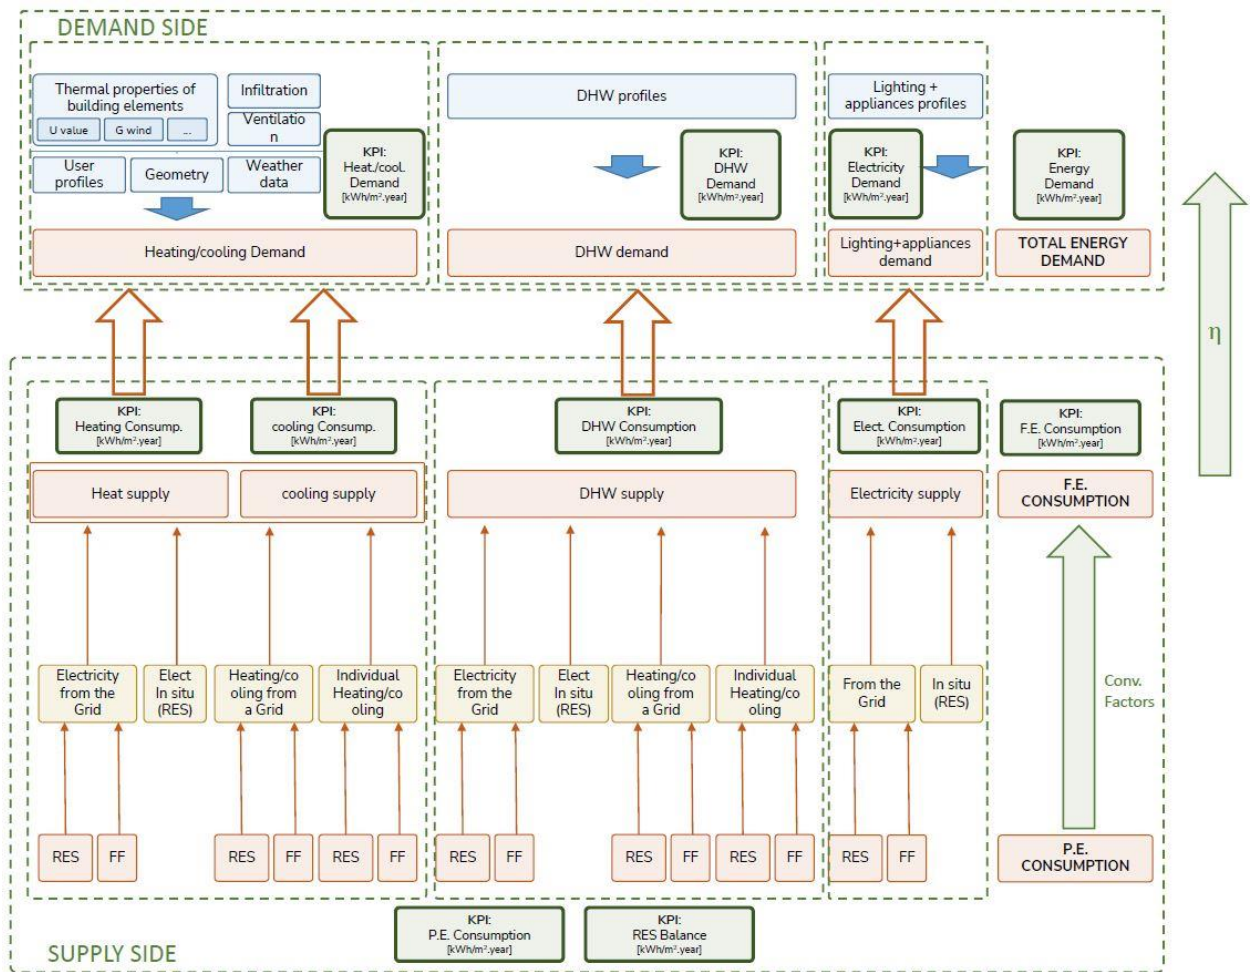 DEMAND SIDE
Thermal properties of
building elements
U value
G wind
...
Infiltration
Ventilatio
n
User
profiles
Geometry
Weather
data
KPI:
Heat./cool.
Demand
[kWh/m².year]
Heating/cooling Demand
DHW profiles
KPI:
DHW
Demand
[kWh/m².year]
DHW demand
Lighting +
appliances profiles
KPI:
Electricity
Demand
[kWh/m².year]
Lighting+appliances
demand
KPI:
Energy
Demand
[kWh/m².year]
TOTAL ENERGY
DEMAND
η
KPI:
Heating Consump.
[kWh/m².year]
KPI:
cooling Consump.
[kWh/m².year]
KPI:
DHW Consumption
[kWh/m².year]
KPI:
Elect. Consumption
[kWh/m².year]
KPI:
F.E. Consumption
[kWh/m².year]
Heat supply
cooling supply
DHW supply
Electricity supply
F.E.
CONSUMPTION
Electricity
from the
Grid
Elect
In situ
(RES)
Heating/co
oling from
a Grid
Individual
Heating/co
oling
Electricity
from the
Grid
Elect
In situ
(RES)
Heating/co
oling from
a Grid
Individual
Heating/co
oling
From the
Grid
In situ
(RES)
Conv.
Factors
RES
FF
RES
FF
RES
FF
RES
FF
RES
FF
RES
FF
RES
FF
P.E.
CONSUMPTION
KPI:
P.E. Consumption
[kWh/m².year]
KPI:
RES Balance
[kWh/m².year]
SUPPLY SIDE